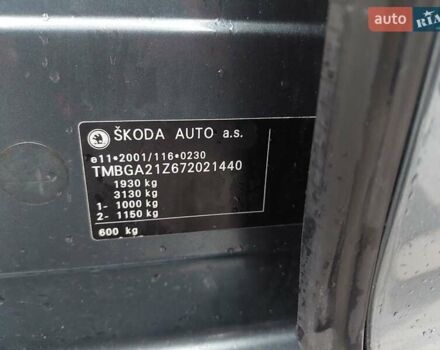 auto RIA
ŠKODA AUTO a.s.
e11*2001/116*0230
TMBGA21Z672021440
1930 kg
3130 kg
1- 1000 kg
2- 1150 kg
600 kg